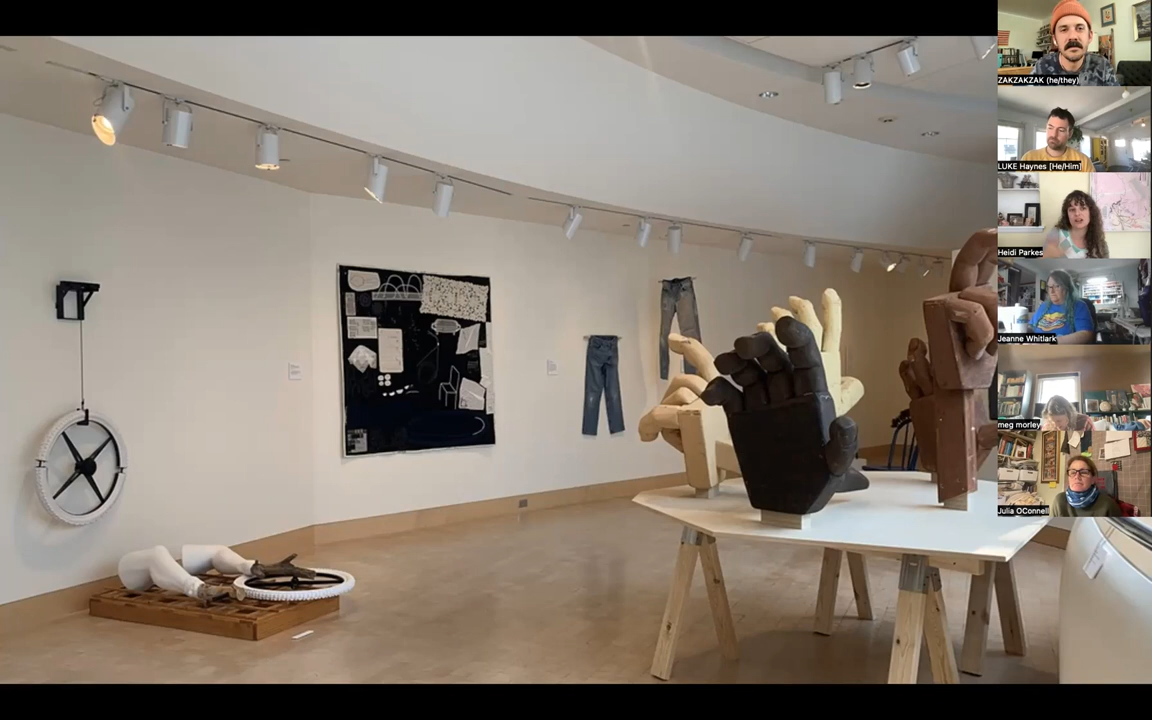 ZAKZAKZAK (he/they)
LUKE Haynes [He/Him]
Heidi Parkes
Jeanne Whitlark
meg morley
Julia OConnell